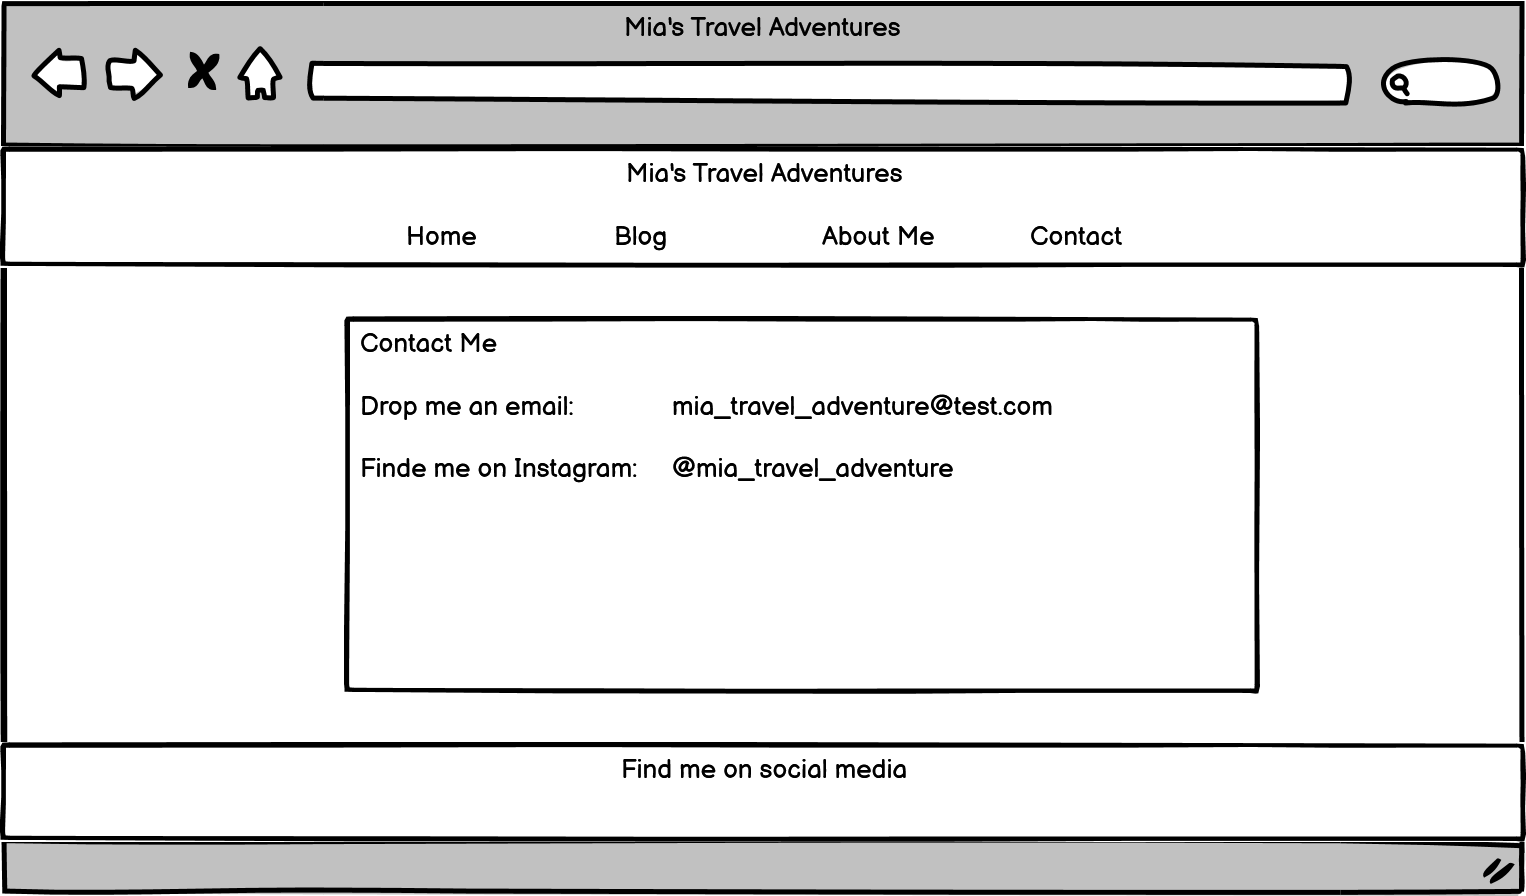 Mia's Travel Adventures
Mia's Travel Adventures
Home Blog About Me Contact
Contact Me
Drop me an email: mia_travel_adventure@test.com
Finde me on Instagram: @mia_travel_adventure
Find me on social media